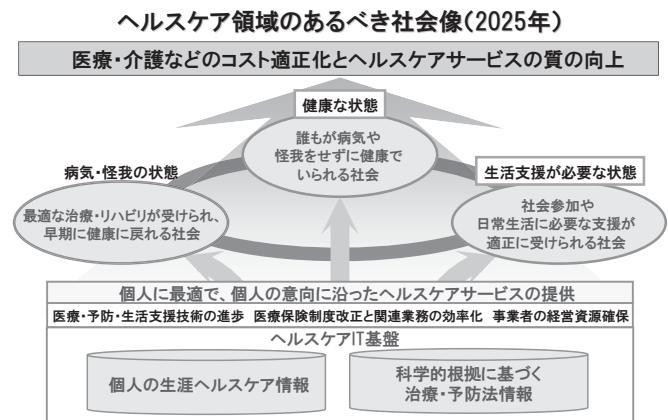 ヘルスケア領域のあるべき社会像(2025年)
医療・介護などのコスト適正化とヘルスケアサービスの質の向上
健康な状態
誰もが病気や
怪我をせずに健康で
いられる社会
病気・怪我の状態
最適な治療・リハビリが受けられ、
早期に健康に戻れる社会
生活支援が必要な状態
社会参加や
日常生活に必要な支援が
適正に受けられる社会
個人に最適で、個人の意向に沿ったヘルスケアサービスの提供
医療・予防・生活支援技術の進歩 医療保険制度改正と関連業務の効率化 事業者の経営資源確保
ヘルスケアIT基盤
個人の生涯ヘルスケア情報
科学的根拠に基づく
治療・予防法情報